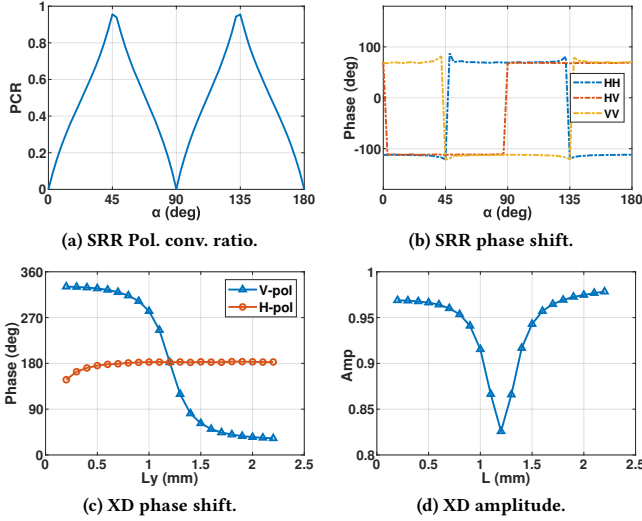 1
0.8
0.6
0.4
0.2
0
PCR
0 45 90 135 180
α (deg)
(a) SRR Pol. conv. ratio.
100
0
-100
Phase (deg)
HH
HV
VV
0 45 90 135 180
α (deg)
(b) SRR phase shift.
360
270
180
90
0
Phase (deg)
V-pol
H-pol
0 0.5 1 1.5 2 2.5
Ly (mm)
(c) XD phase shift.
1
0.95
0.9
0.85
0.8
Amp
0 0.5 1 1.5 2 2.5
L (mm)
(d) XD amplitude.